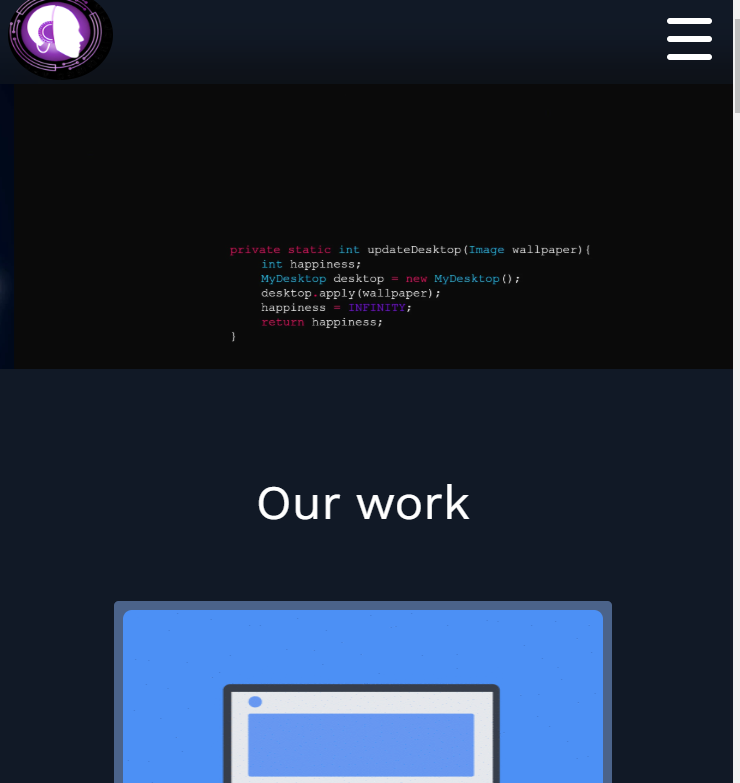 private static int updateDesktop(Image wallpaper){
int happiness;
MyDesktop desktop = new MyDesktop();
desktop.apply(wallpaper);
happiness = INFINITY;
return happiness;
}
Our work